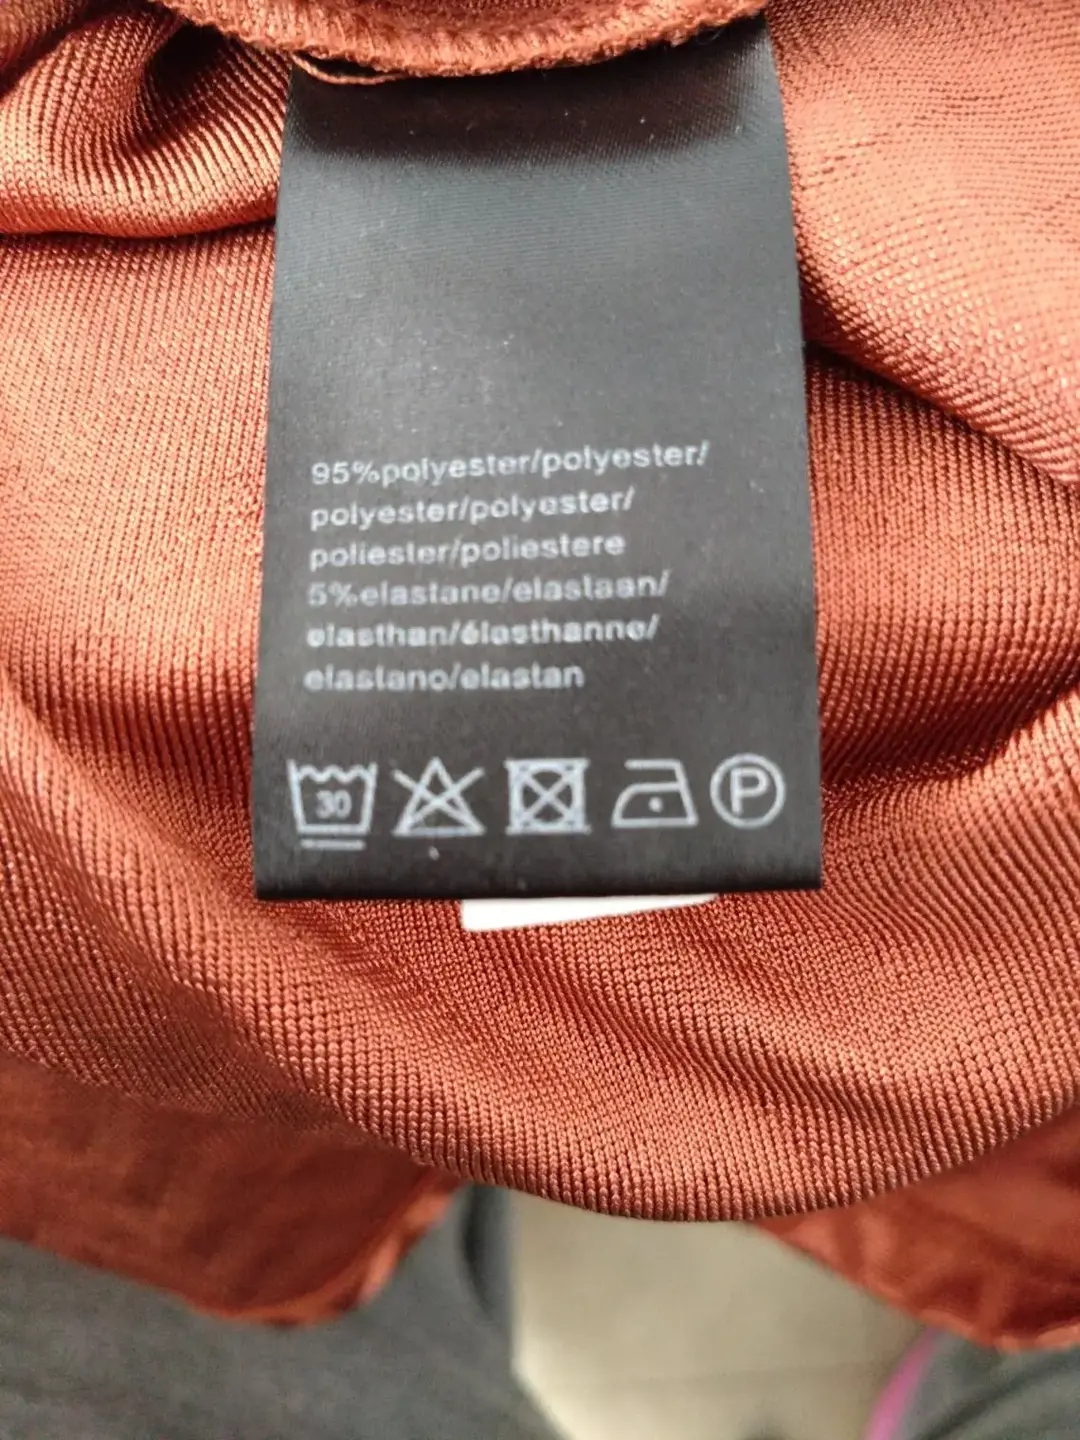 95%polyester/polyester/
polyester/polyester/
poliester/poliestere
5%elastane/elastaan/
elasthan/élasthanne/
elastano/elastan
30
P